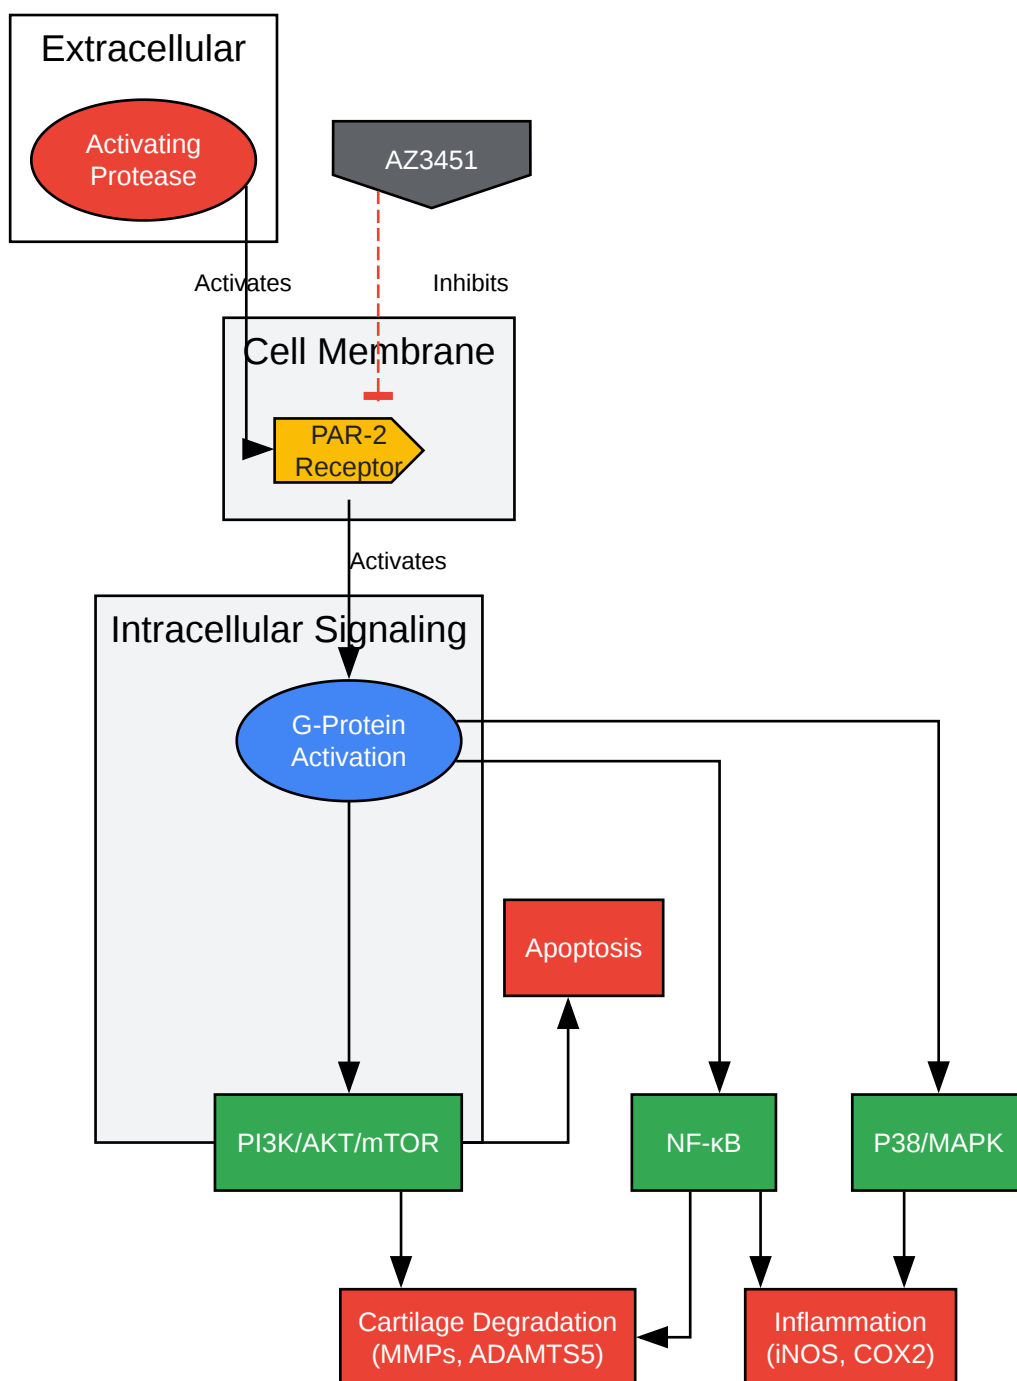 Extracellular
Activating
Protease
AZ3451
Activates
Inhibits
Cell Membrane
PAR-2
Receptor
Activates
Intracellular Signaling
G-Protein
Activation
Apoptosis
PI3K/AKT/mTOR
NF-κB
P38/MAPK
Cartilage Degradation
(MMPs, ADAMTS5)
Inflammation
(iNOS, COX2)